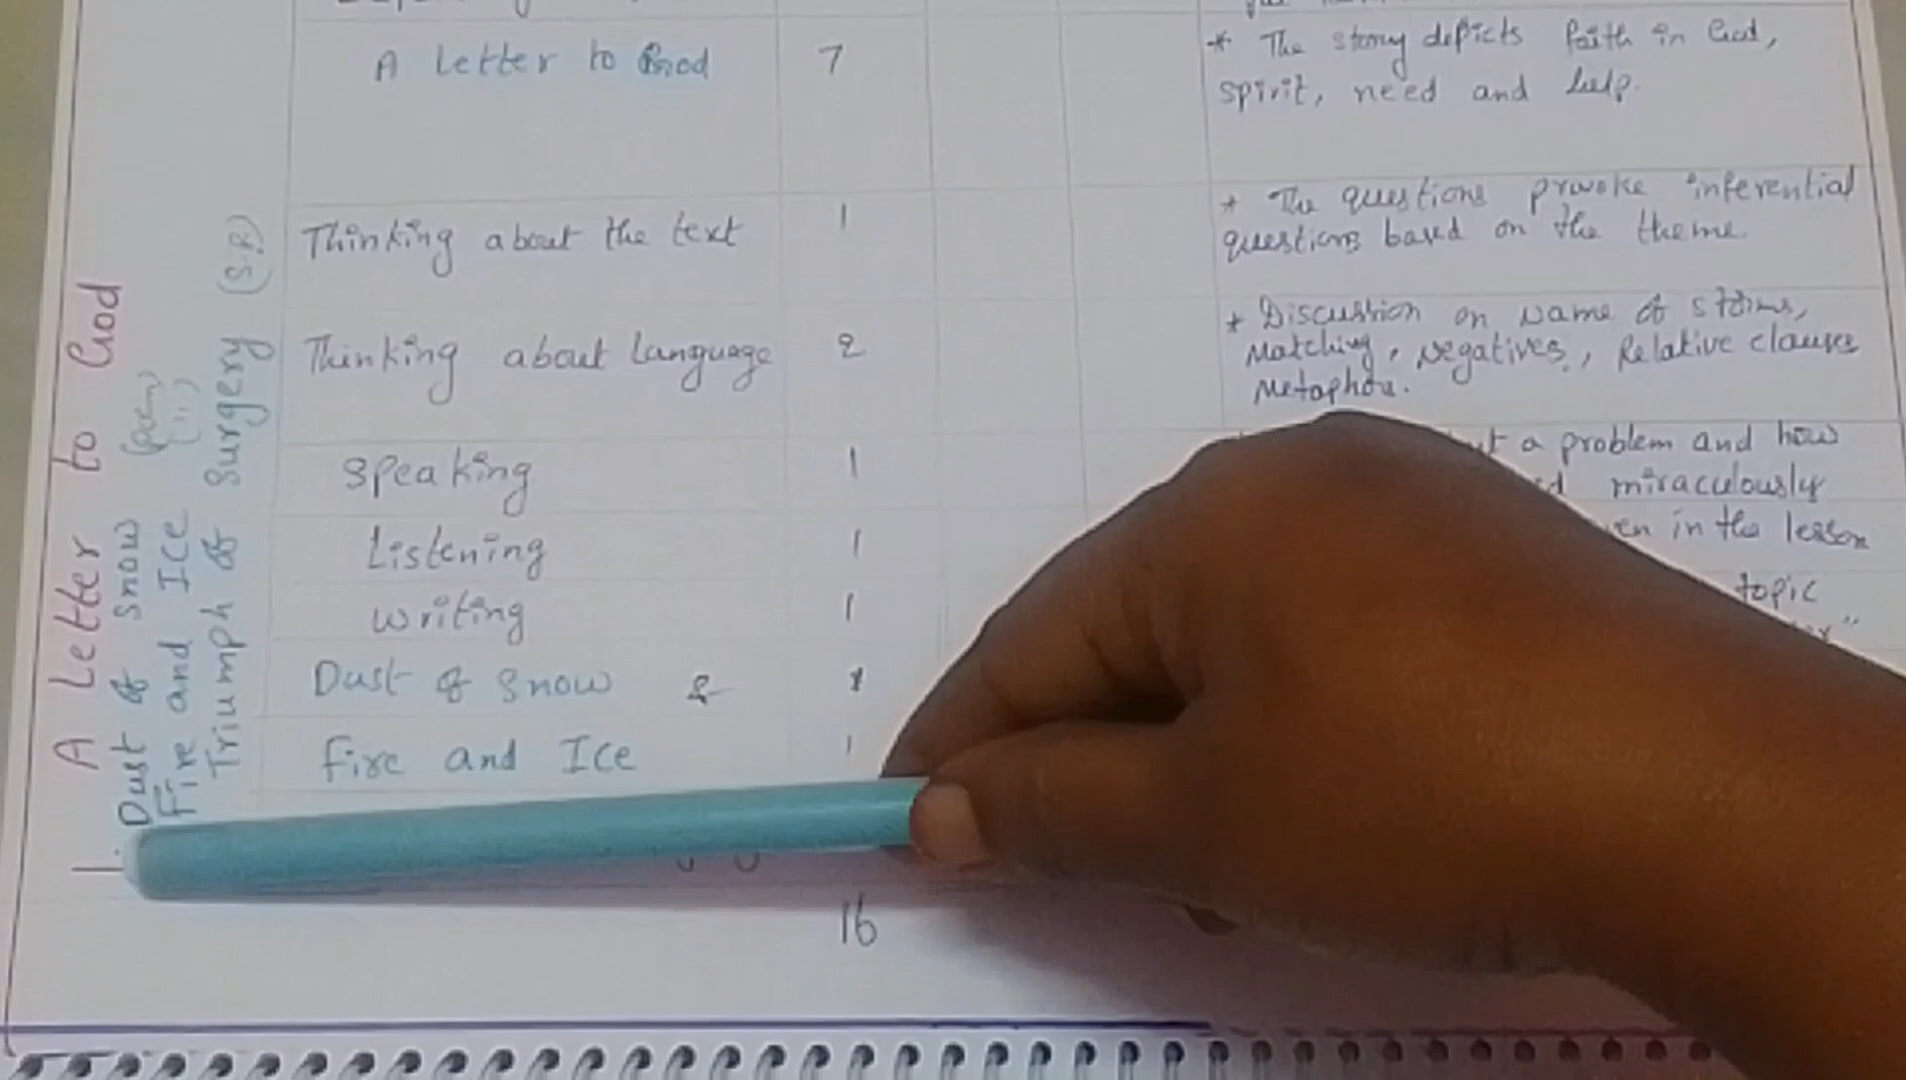 A Letter to God 7
* The story depicts faith in God,
spirit, need and help.
Thinking about the text 1
* The questions provoke inferential
questions based on the theme.
Thinking about Language 2
* Discussion on name of storms,
Matching, Negatives, Relative clauses
Metaphor.
Speaking 1
a problem and how
miraculously
in the lesson
Listening 1
Writing 1
topic
Dust of Snow &
Fire and Ice 1
16
1. A Letter to God
Dust of Snow (Poem)
Fire and Ice (11)
Triumph of Surgery (S.R)